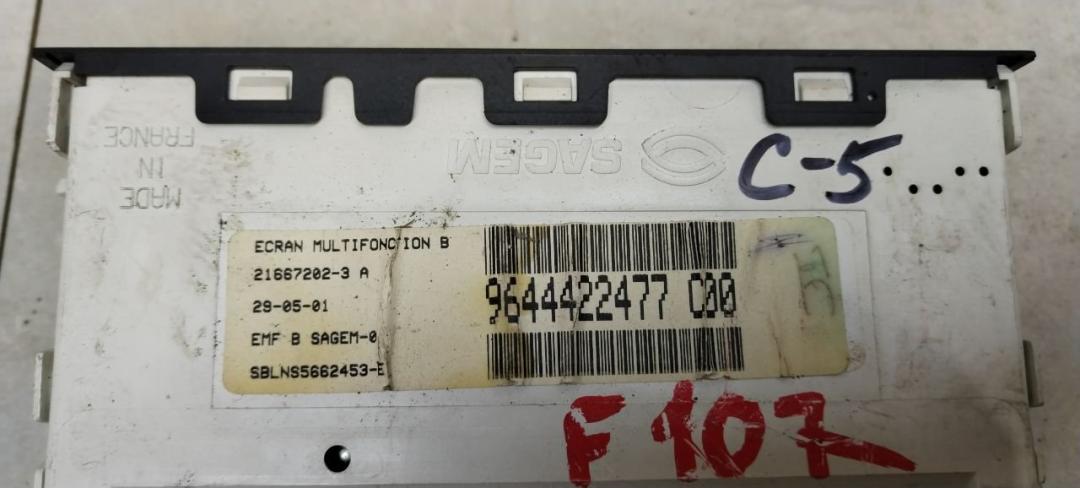 MADE
IN
FRANCE
SAGEM
C-5
ECRAN MULTIFONCTION B
21667202-3 A
29-05-01
EMF B SAGEM-0
SBLNS5662453-E
9644422477 C00
F107